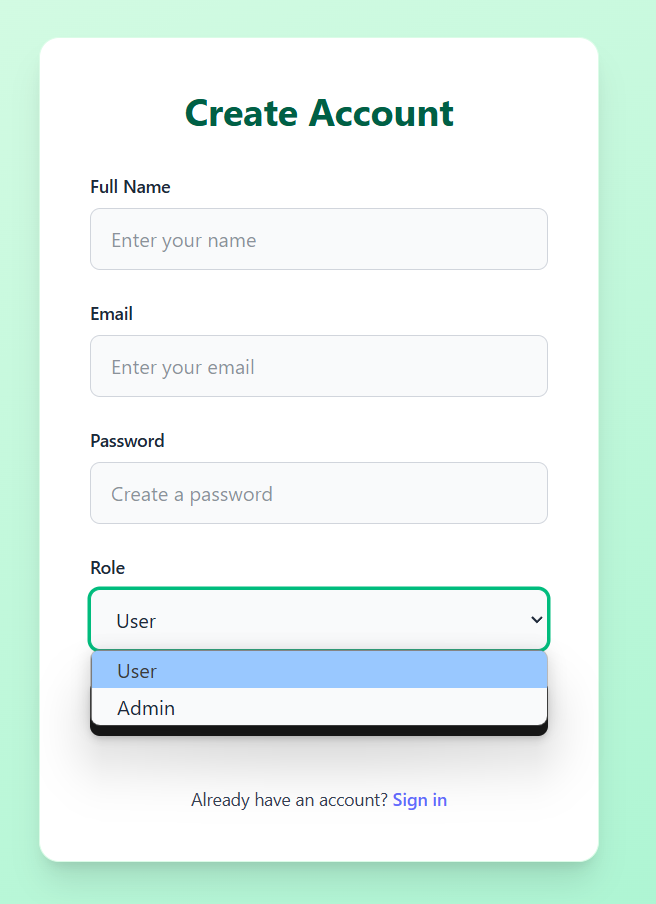 Create Account
Full Name
Enter your name
Email
Enter your email
Password
Create a password
Role
User
User
Admin
Already have an account? Sign in